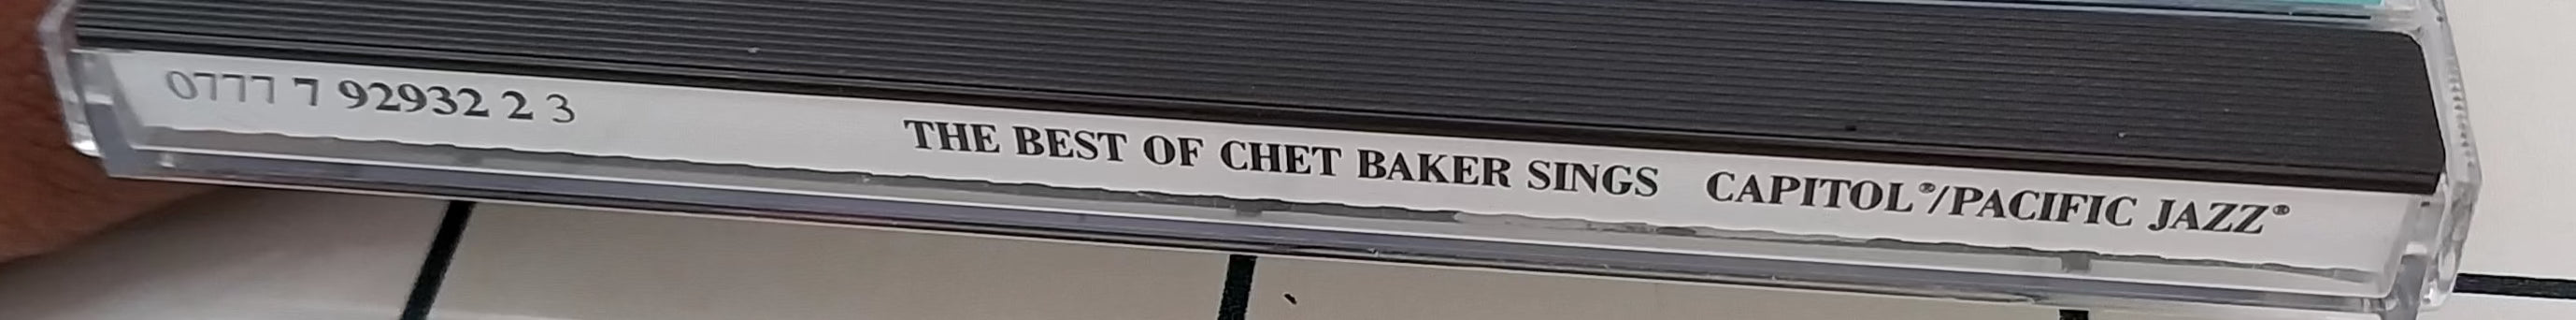 0777 7 92932 2 3 THE BEST OF CHET BAKER SINGS CAPITOL®/PACIFIC JAZZ®